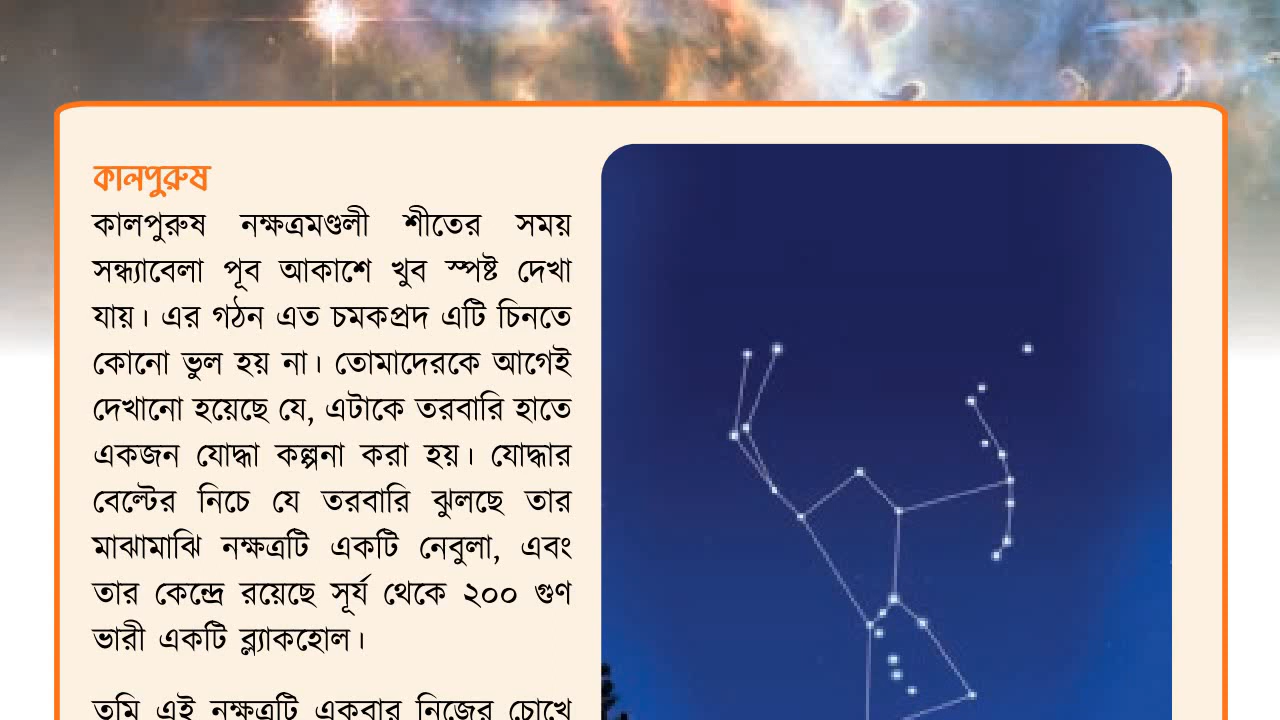 কালপুরুষ
কালপুরুষ নক্ষত্রমণ্ডলী শীতের সময়
সন্ধ্যাবেলা পূব আকাশে খুব স্পষ্ট দেখা
যায়। এর গঠন এত চমকপ্রদ এটি চিনতে
কোনো ভুল হয় না। তোমাদেরকে আগেই
দেখানো হয়েছে যে, এটাকে তরবারি হাতে
একজন যোদ্ধা কল্পনা করা হয়। যোদ্ধার
বেল্টের নিচে যে তরবারি ঝুলছে তার
মাঝামাঝি নক্ষত্রটি একটি নেবুলা, এবং
তার কেন্দ্রে রয়েছে সূর্য থেকে ২০০ গুণ
ভারী একটি ব্ল্যাকহোল।
তুমি এই নক্ষত্রটি একবার নিজের চোখে